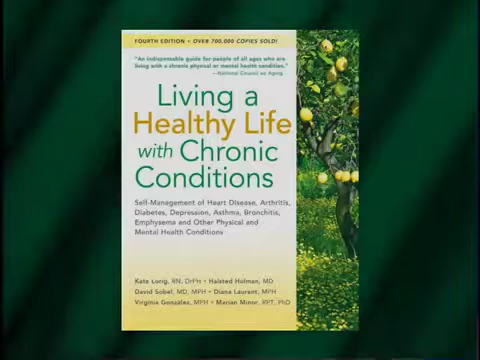 FOURTH EDITION • OVER 700,000 COPIES SOLD!
"An indispensable guide for people of all ages who are
living with a chronic physical or mental health condition."
—National Council on Aging
Living a
Healthy Life
with Chronic
Conditions
Self-Management of Heart Disease, Arthritis,
Diabetes, Depression, Asthma, Bronchitis,
Emphysema and Other Physical and
Mental Health Conditions
Kate Lorig, RN, DrPH • Halsted Holman, MD
David Sobel, MD, MPH • Diana Laurent, MPH
Virginia González, MPH • Marian Minor, RPT, PhD